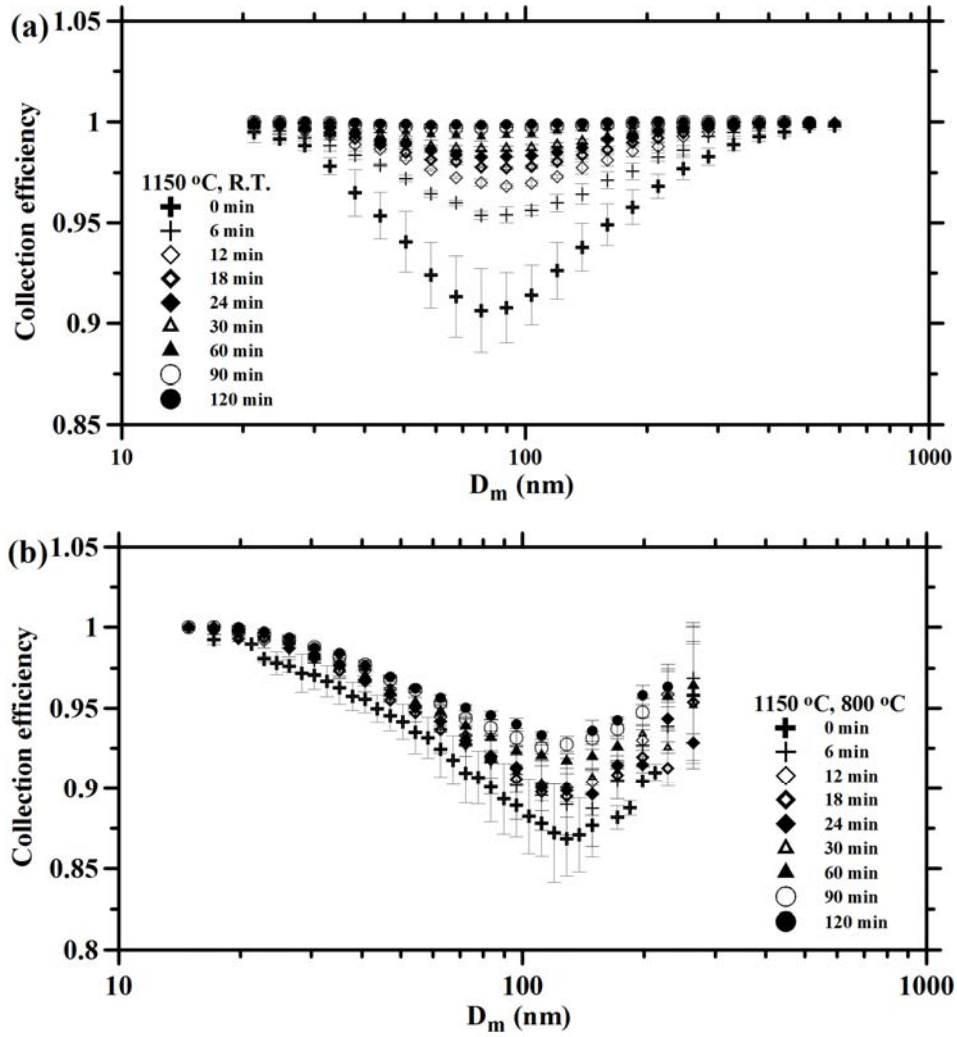 (a) 1.05
1
0.95
0.9
0.85
Collection efficiency
1150 °C, R.T.
0 min
6 min
12 min
18 min
24 min
30 min
60 min
90 min
120 min
10 100 1000
Dm (nm)
(b) 1.05
1
0.95
0.9
0.85
0.8
Collection efficiency
1150 °C, 800 °C
0 min
6 min
12 min
18 min
24 min
30 min
60 min
90 min
120 min
10 100 1000
Dm (nm)